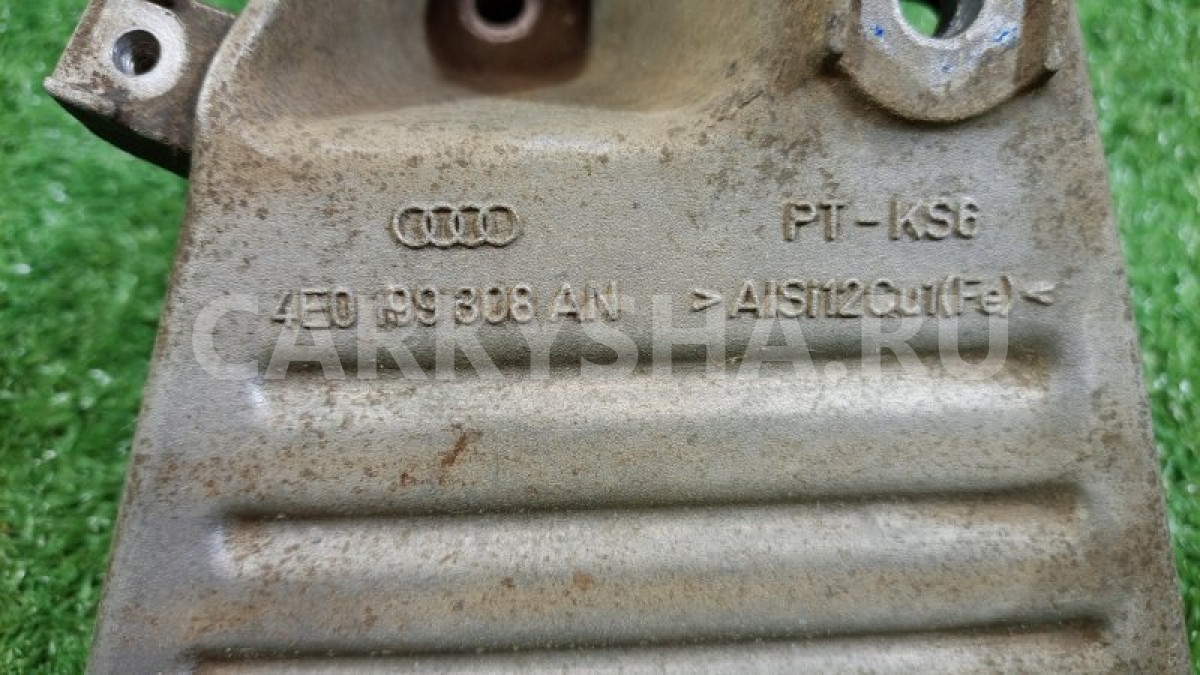 PT-KS6
4E0 199 308 AN >AlSi12Cu1(Fe)<
CARKYSHA.RU